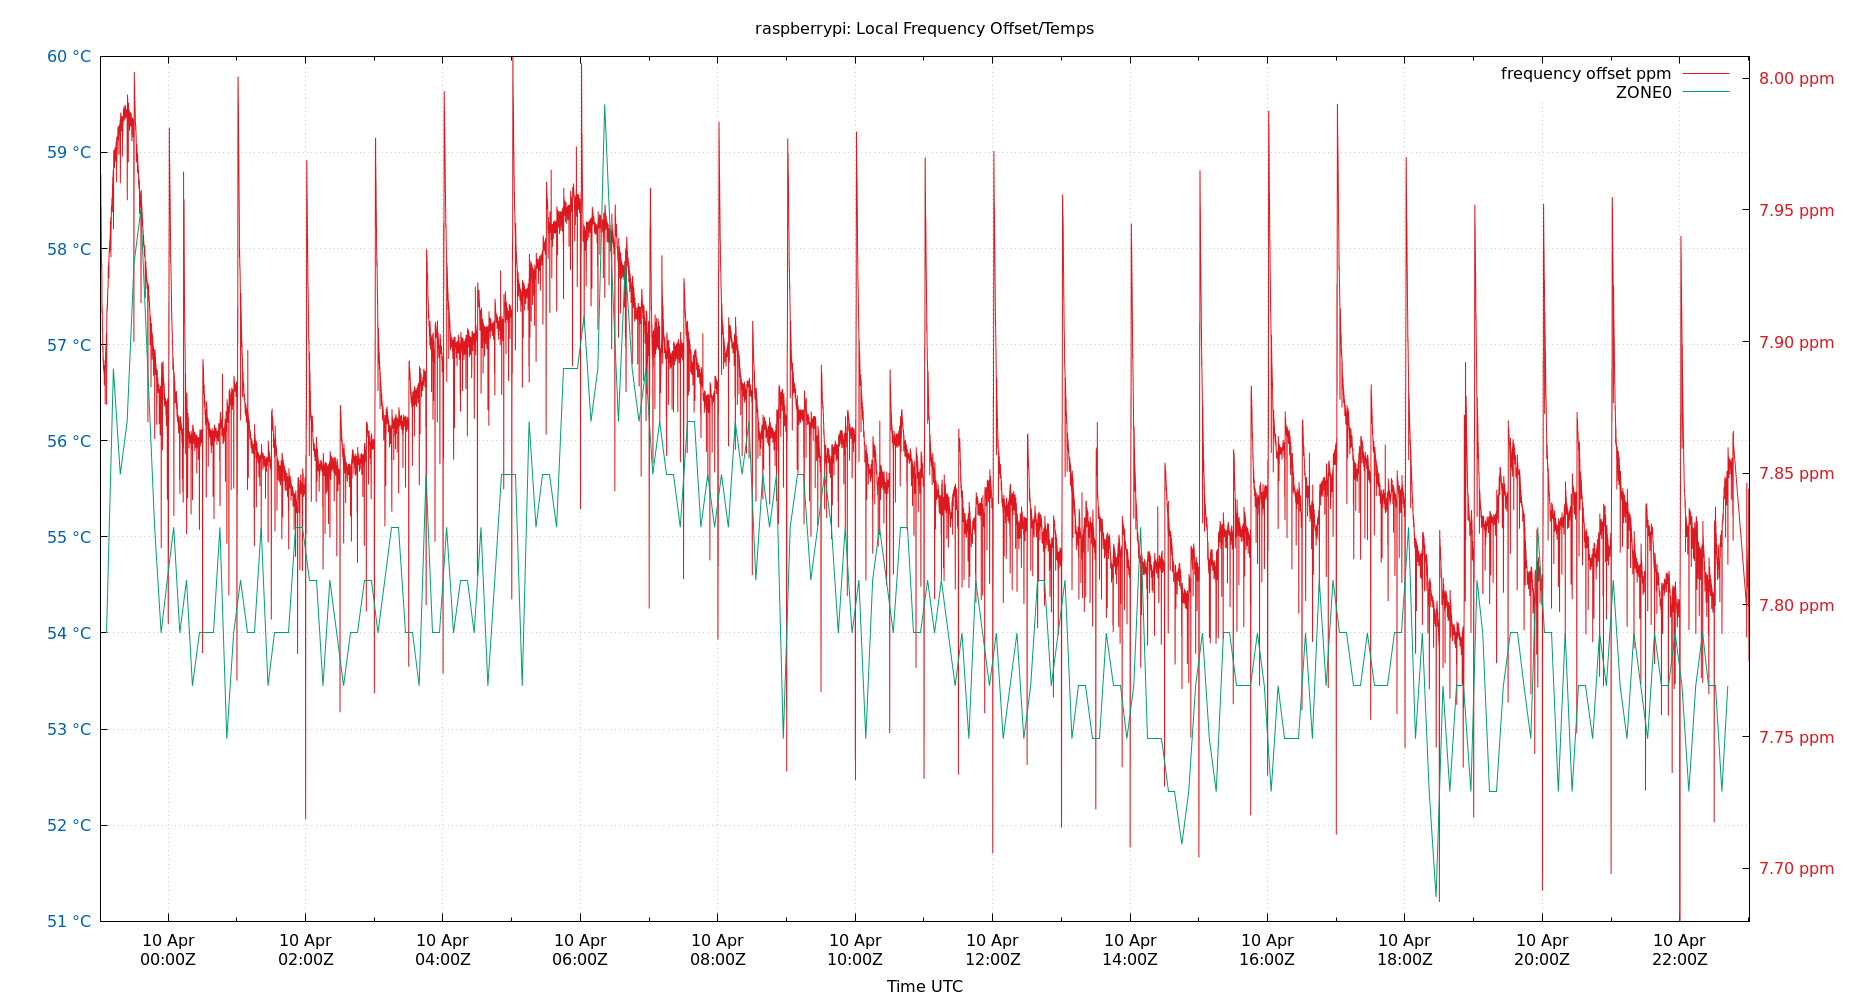 raspberrypi: Local Frequency Offset/Temps
60 °C
59 °C
58 °C
57 °C
56 °C
55 °C
54 °C
53 °C
52 °C
51 °C
frequency offset ppm
ZONE0
8.00 ppm
7.95 ppm
7.90 ppm
7.85 ppm
7.80 ppm
7.75 ppm
7.70 ppm
10 Apr
00:00Z
10 Apr
02:00Z
10 Apr
04:00Z
10 Apr
06:00Z
10 Apr
08:00Z
10 Apr
10:00Z
10 Apr
12:00Z
10 Apr
14:00Z
10 Apr
16:00Z
10 Apr
18:00Z
10 Apr
20:00Z
10 Apr
22:00Z
Time UTC